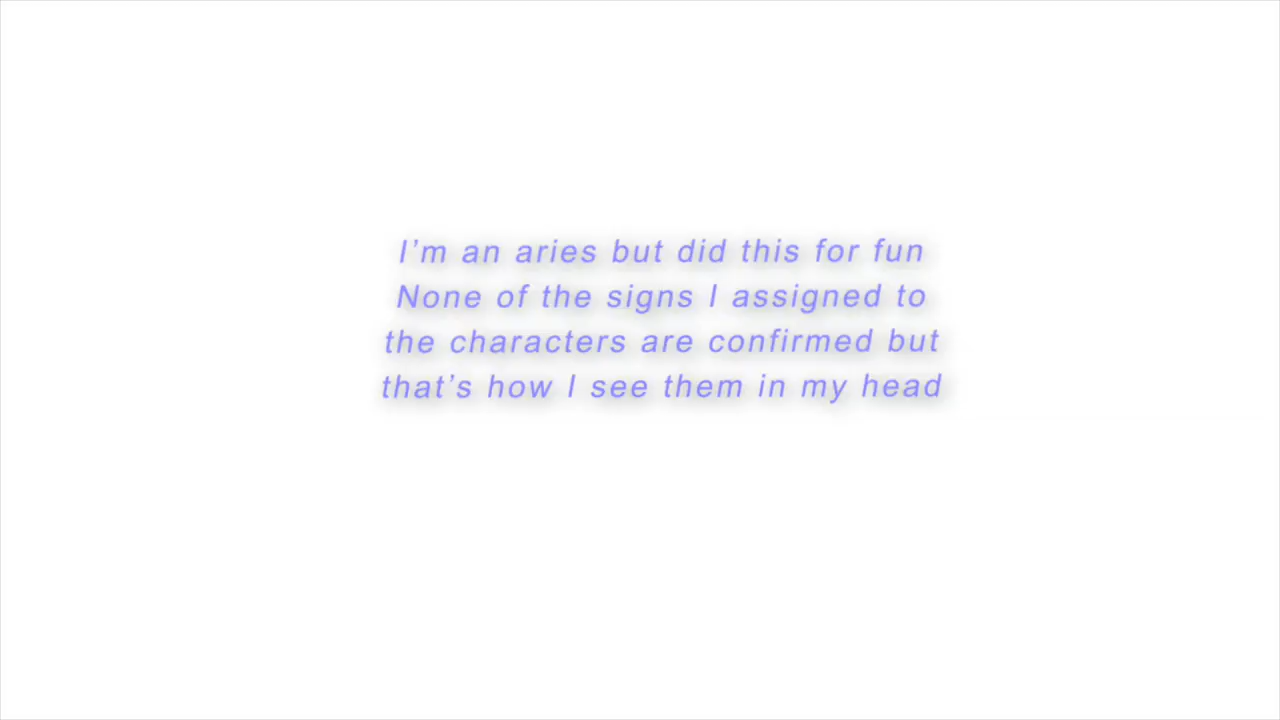 I’m an aries but did this for fun
None of the signs I assigned to
the characters are confirmed but
that’s how I see them in my head